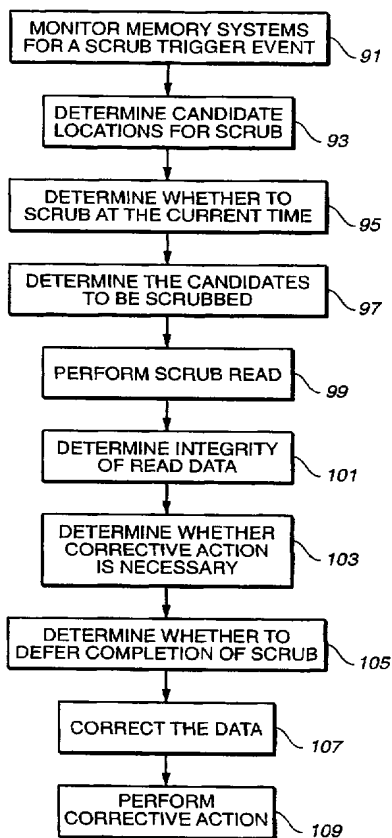 MONITOR MEMORY SYSTEMS
FOR A SCRUB TRIGGER EVENT
91
DETERMINE CANDIDATE
LOCATIONS FOR SCRUB
93
DETERMINE WHETHER TO
SCRUB AT THE CURRENT TIME
95
DETERMINE THE CANDIDATES
TO BE SCRUBBED
97
PERFORM SCRUB READ
99
DETERMINE INTEGRITY
OF READ DATA
101
DETERMINE WHETHER
CORRECTIVE ACTION
IS NECESSARY
103
DETERMINE WHETHER TO
DEFER COMPLETION OF SCRUB
105
CORRECT THE DATA
107
PERFORM
CORRECTIVE ACTION
109